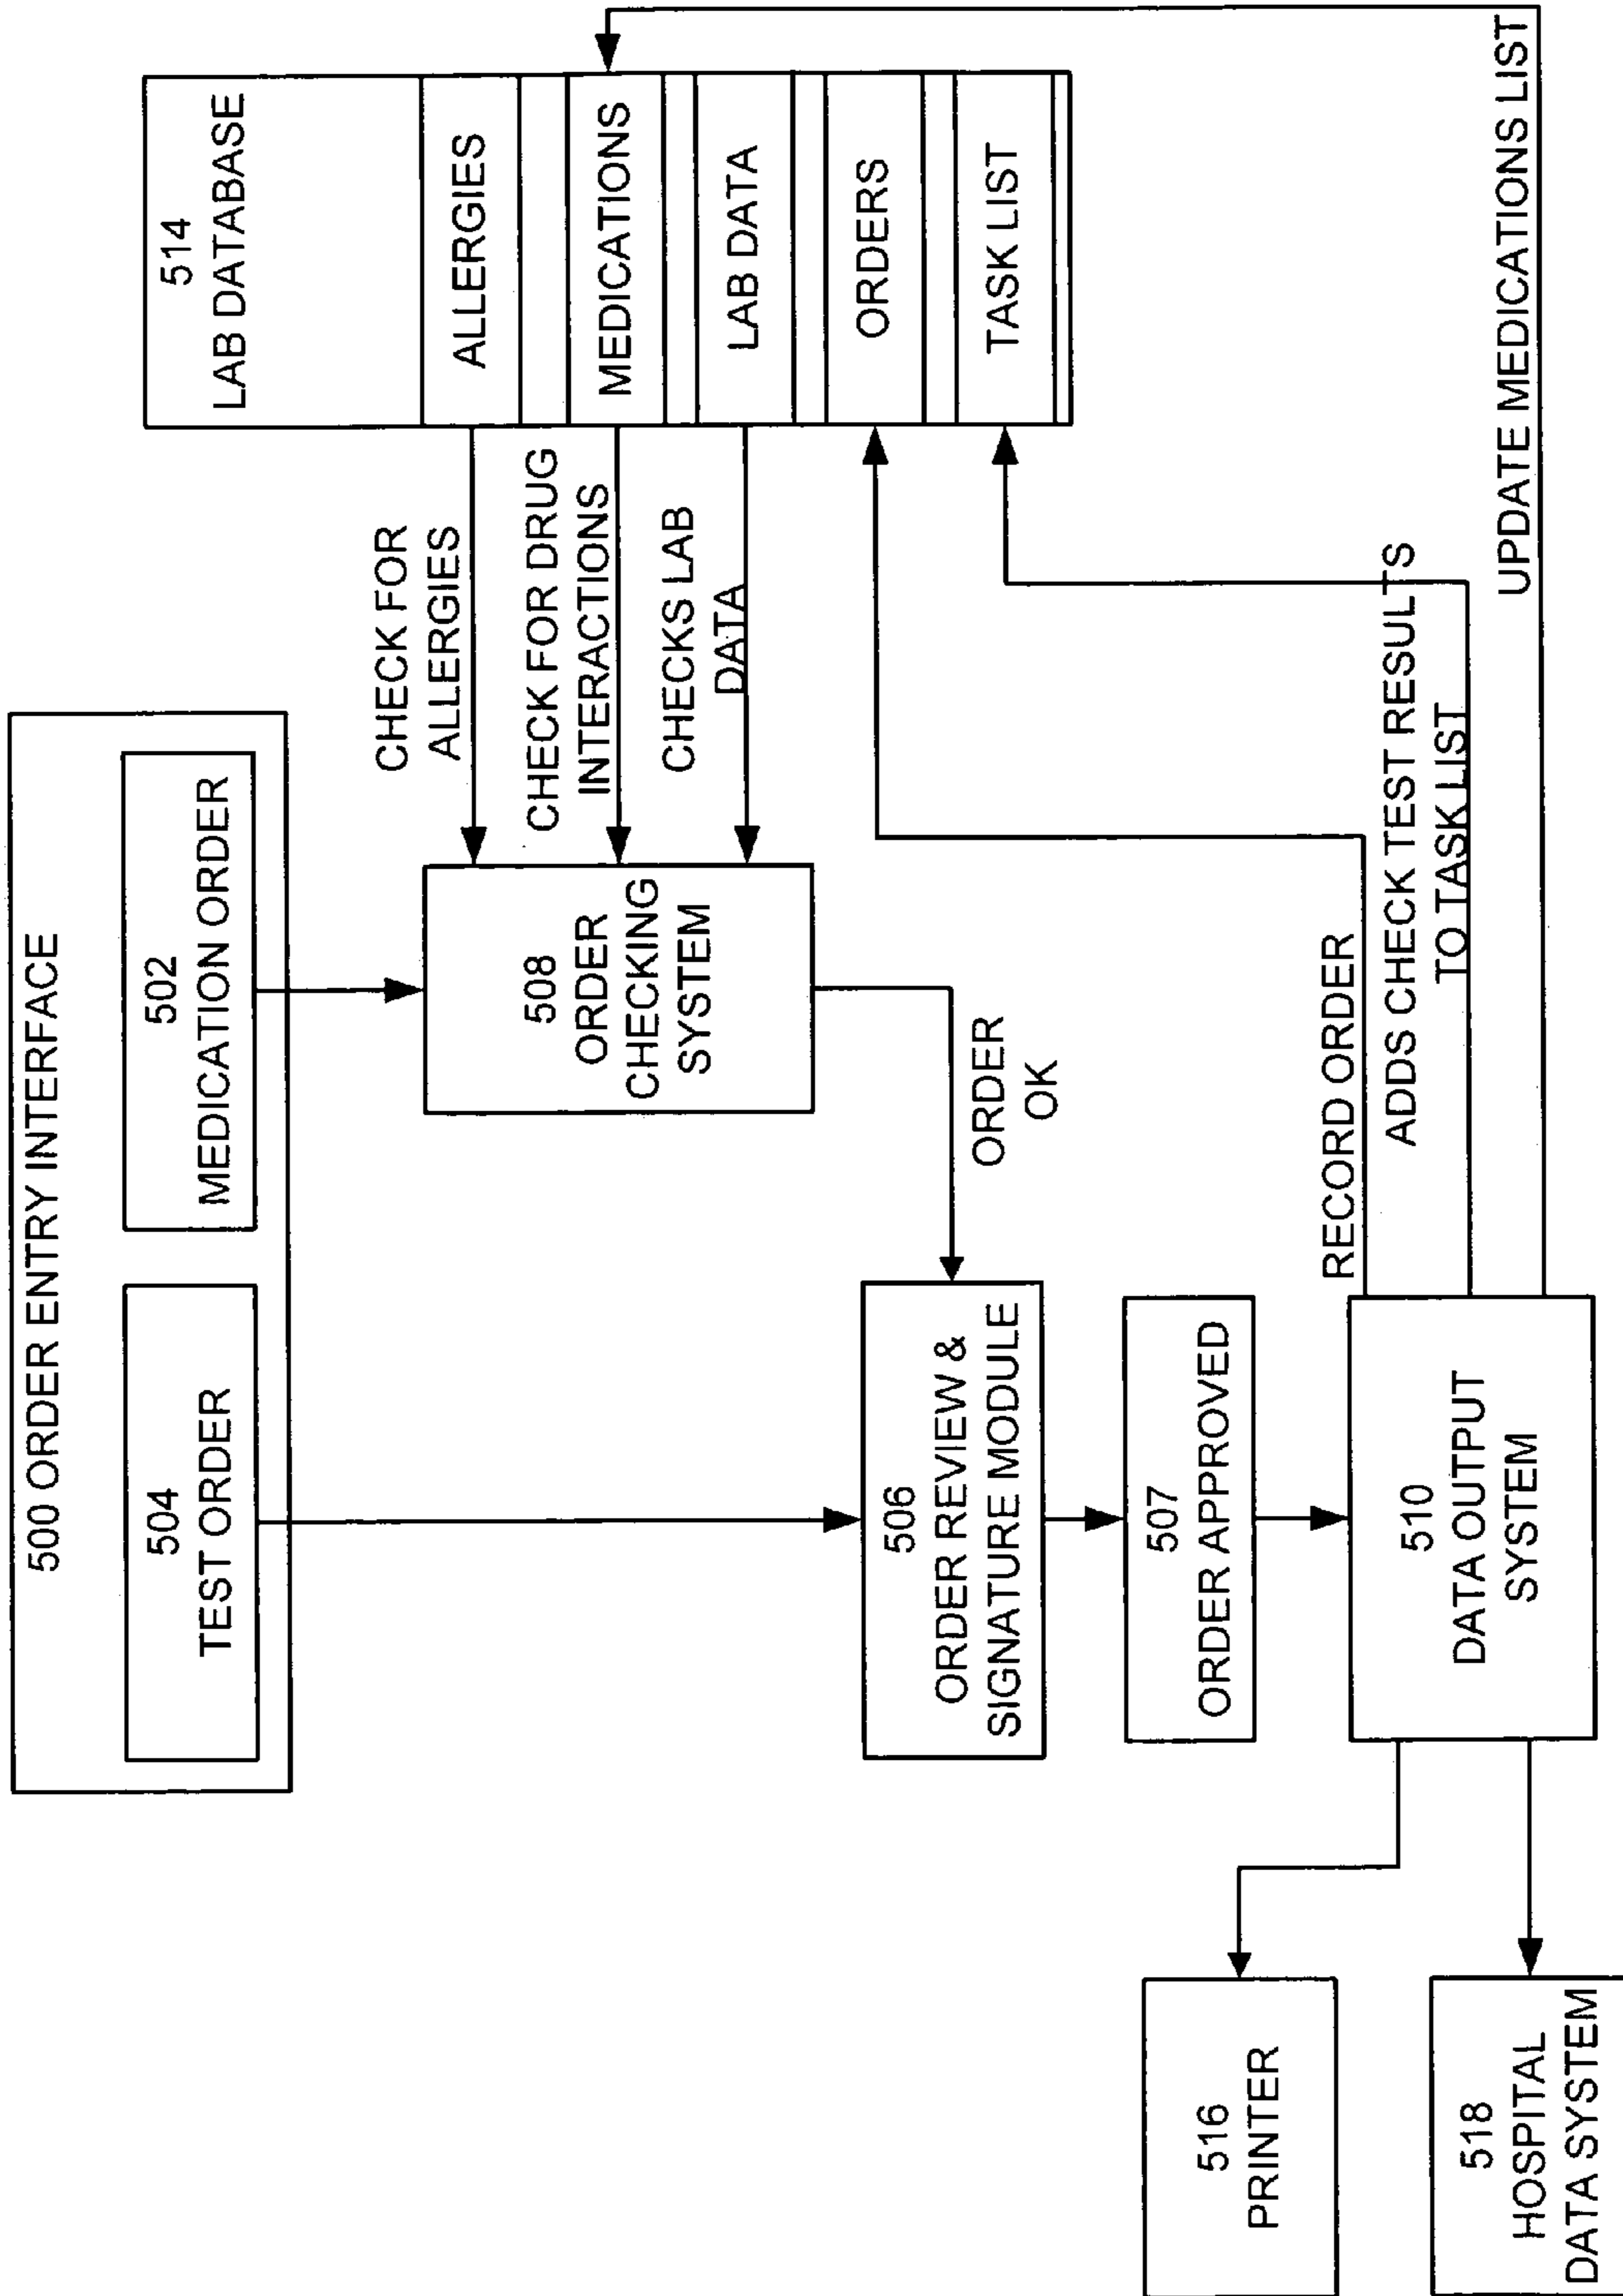 500 ORDER ENTRY INTERFACE
504
TEST ORDER
502
MEDICATION ORDER
514
LAB DATABASE
ALLERGIES
MEDICATIONS
LAB DATA
ORDERS
TASK LIST
CHECK FOR
ALLERGIES
CHECK FOR DRUG
INTERACTIONS
CHECKS LAB
DATA
508
ORDER
CHECKING
SYSTEM
ORDER
OK
506
ORDER REVIEW &
SIGNATURE MODULE
507
ORDER APPROVED
510
DATA OUTPUT
SYSTEM
RECORD ORDER
ADDS CHECK TEST RESULTS
TO TASK LIST
UPDATE MEDICATIONS LIST
516
PRINTER
518
HOSPITAL
DATA SYSTEM